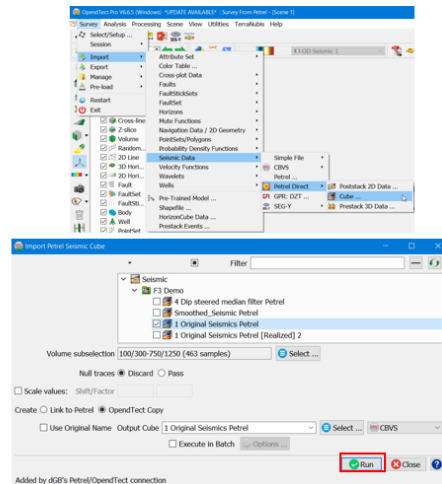 OpendTect Pro V6.6.5 (Windows) *UPDATE AVAILABLE* : Survey From Petrel - [Scene 1]
Survey Analysis Processing Scene View Utilities TerraNubis Help
Select/Setup ...
Session
Import
Export
Manage
Pre-load
Restart
Exit
Attribute Set
Color Table ...
Cross-plot Data
Faults
FaultStickSets
FaultSet
Horizons
Mute Functions
Navigation Data / 2D Geometry
PointSets/Polygons
Probability Density Functions
Seismic Data
Velocity Functions
Wavelets
Wells
Pre-Trained Model ...
Shapefile ...
HorizonCube Data ...
Prestack Events ...
Simple File
CBVS
Petrel ...
Petrel Direct
GPR: DZT ...
SEG-Y
Poststack 2D Data ...
Cube ...
Prestack 3D Data ...
Cross-line
Z-slice
Volume
Random...
2D Line
3D Hori...
2D Hori...
Fault
FaultSet
FaultSti...
Body
Well
PointSet
Import Petrel Seismic Cube
Filter
Seismic
F3 Demo
4 Dip steered median filter Petrel
Smoothed_Seismic Petrel
1 Original Seismics Petrel
1 Original Seismics Petrel [Realized] 2
Volume subselection 100/300-750/1250 (463 samples) Select ...
Null traces Discard Pass
Scale values: Shift/Factor
Create Link to Petrel OpendTect Copy
Use Original Name Output Cube 1 Original Seismics Petrel Select ... CBVS
Execute in Batch Options ...
Run Close ?
Added by dGB's Petrel/OpendTect connection